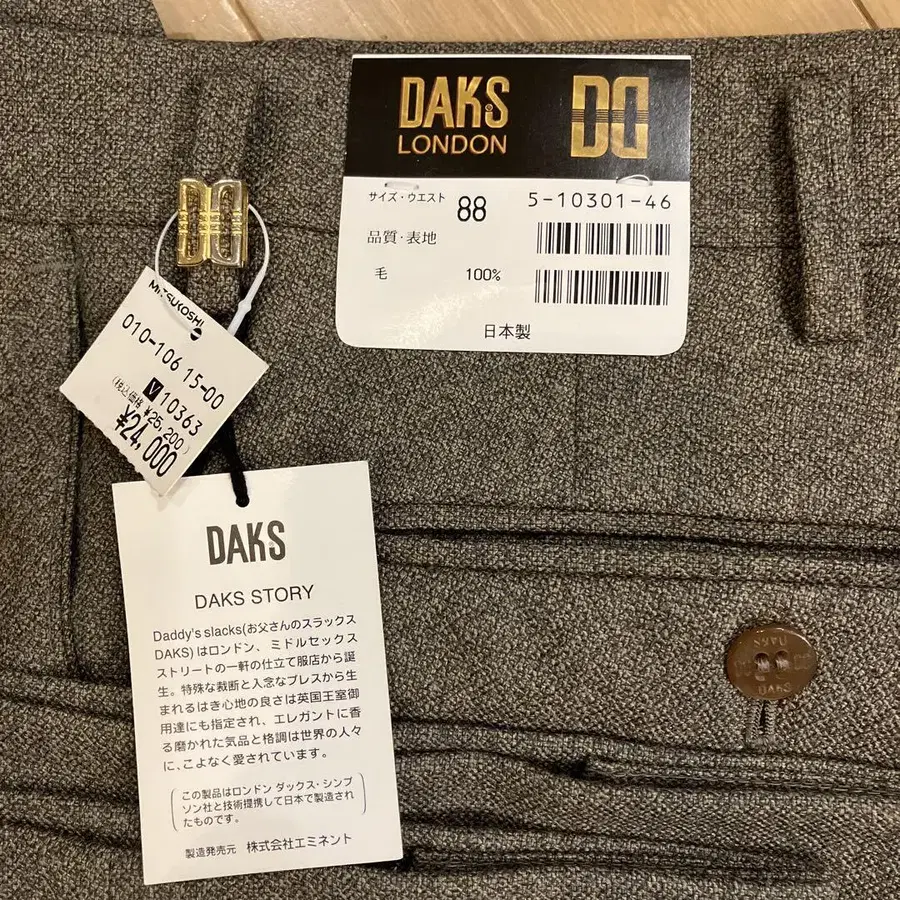 DAKS
LONDON
サイズ・ウエスト 88 5-10301-46
品質・表地
毛 100%
日本製
MITSUKOSHI
010-106 15-00
V 10363
(税込価格 ¥25,200)
¥24,000
DAKS
DAKS STORY
Daddy's slacks(お父さんのスラックス
DAKS)はロンドン、ミドルセックス
ストリートの一軒の仕立て服店から誕
生。特殊な裁断と入念なプレスから生
まれるはき心地の良さは英国王室御
用達にも指定され、エレガントに香
る磨かれた気品と格調は世界の人々
に、こよなく愛されています。
(この製品はロンドン ダックス・シンプ
ソン社と技術提携して日本で製造され
たものです。)
製造発売元 株式会社エミネント
DAKS
DAKS